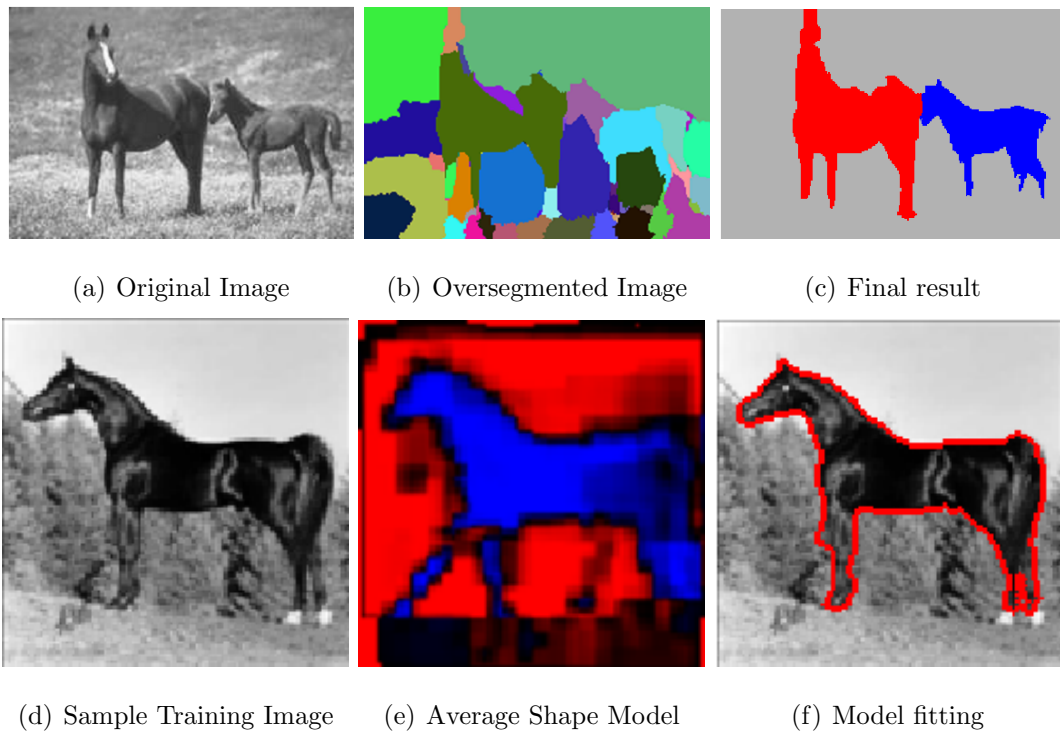 (a) Original Image
(b) Oversegmented Image
(c) Final result
(d) Sample Training Image
(e) Average Shape Model
(f) Model fitting